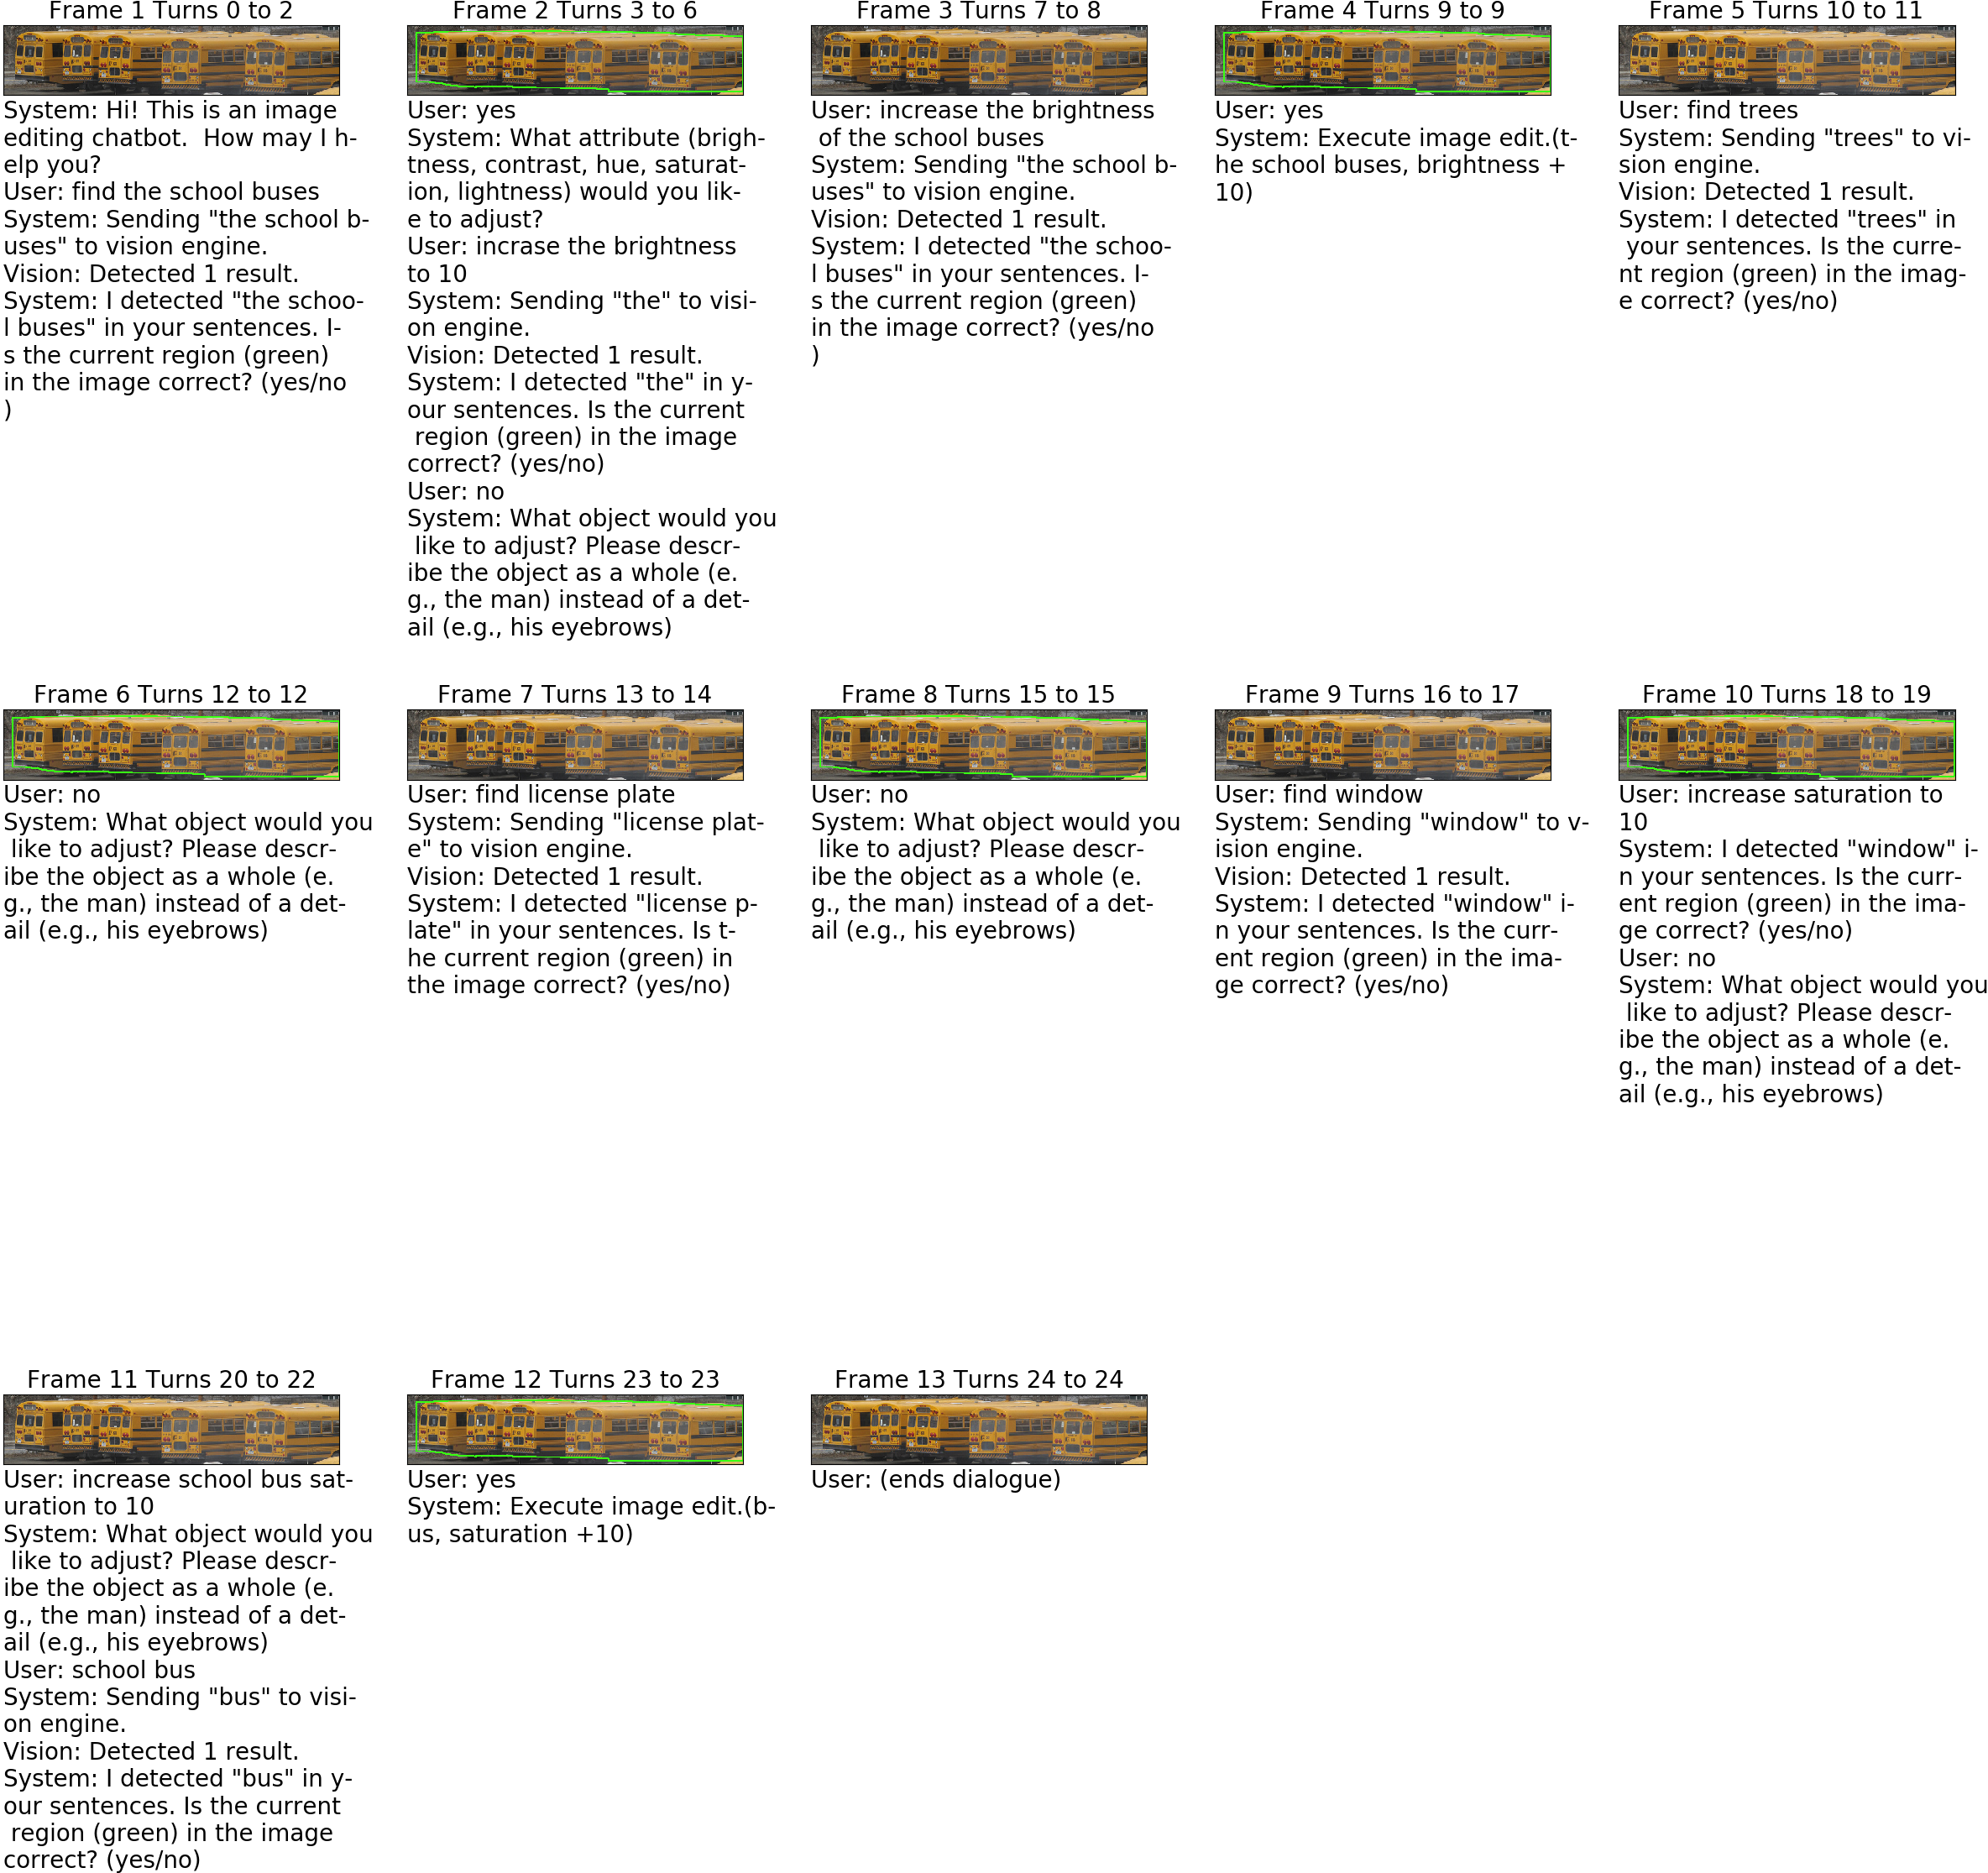 Frame 1 Turns 0 to 2
System: Hi! This is an image
editing chatbot.  How may I h-
elp you?
User: find the school buses
System: Sending "the school b-
uses" to vision engine.
Vision: Detected 1 result.
System: I detected "the schoo-
l buses" in your sentences. I-
s the current region (green)
in the image correct? (yes/no
)
Frame 2 Turns 3 to 6
User: yes
System: What attribute (brigh-
tness, contrast, hue, saturat-
ion, lightness) would you lik-
e to adjust?
User: incrase the brightness
to 10
System: Sending "the" to visi-
on engine.
Vision: Detected 1 result.
System: I detected "the" in y-
our sentences. Is the current
 region (green) in the image
correct? (yes/no)
User: no
System: What object would you
 like to adjust? Please descr-
ibe the object as a whole (e.
g., the man) instead of a det-
ail (e.g., his eyebrows)
Frame 3 Turns 7 to 8
User: increase the brightness
 of the school buses
System: Sending "the school b-
uses" to vision engine.
Vision: Detected 1 result.
System: I detected "the schoo-
l buses" in your sentences. I-
s the current region (green)
in the image correct? (yes/no
)
Frame 4 Turns 9 to 9
User: yes
System: Execute image edit.(t-
he school buses, brightness +
10)
Frame 5 Turns 10 to 11
User: find trees
System: Sending "trees" to vi-
sion engine.
Vision: Detected 1 result.
System: I detected "trees" in
 your sentences. Is the curre-
nt region (green) in the imag-
e correct? (yes/no)
Frame 6 Turns 12 to 12
User: no
System: What object would you
 like to adjust? Please descr-
ibe the object as a whole (e.
g., the man) instead of a det-
ail (e.g., his eyebrows)
Frame 7 Turns 13 to 14
User: find license plate
System: Sending "license plat-
e" to vision engine.
Vision: Detected 1 result.
System: I detected "license p-
late" in your sentences. Is t-
he current region (green) in
the image correct? (yes/no)
Frame 8 Turns 15 to 15
User: no
System: What object would you
 like to adjust? Please descr-
ibe the object as a whole (e.
g., the man) instead of a det-
ail (e.g., his eyebrows)
Frame 9 Turns 16 to 17
User: find window
System: Sending "window" to v-
ision engine.
Vision: Detected 1 result.
System: I detected "window" i-
n your sentences. Is the curr-
ent region (green) in the ima-
ge correct? (yes/no)
Frame 10 Turns 18 to 19
User: increase saturation to
10
System: I detected "window" i-
n your sentences. Is the curr-
ent region (green) in the ima-
ge correct? (yes/no)
User: no
System: What object would you
 like to adjust? Please descr-
ibe the object as a whole (e.
g., the man) instead of a det-
ail (e.g., his eyebrows)
Frame 11 Turns 20 to 22
User: increase school bus sat-
uration to 10
System: What object would you
 like to adjust? Please descr-
ibe the object as a whole (e.
g., the man) instead of a det-
ail (e.g., his eyebrows)
User: school bus
System: Sending "bus" to visi-
on engine.
Vision: Detected 1 result.
System: I detected "bus" in y-
our sentences. Is the current
 region (green) in the image
correct? (yes/no)
Frame 12 Turns 23 to 23
User: yes
System: Execute image edit.(b-
us, saturation +10)
Frame 13 Turns 24 to 24
User: (ends dialogue)